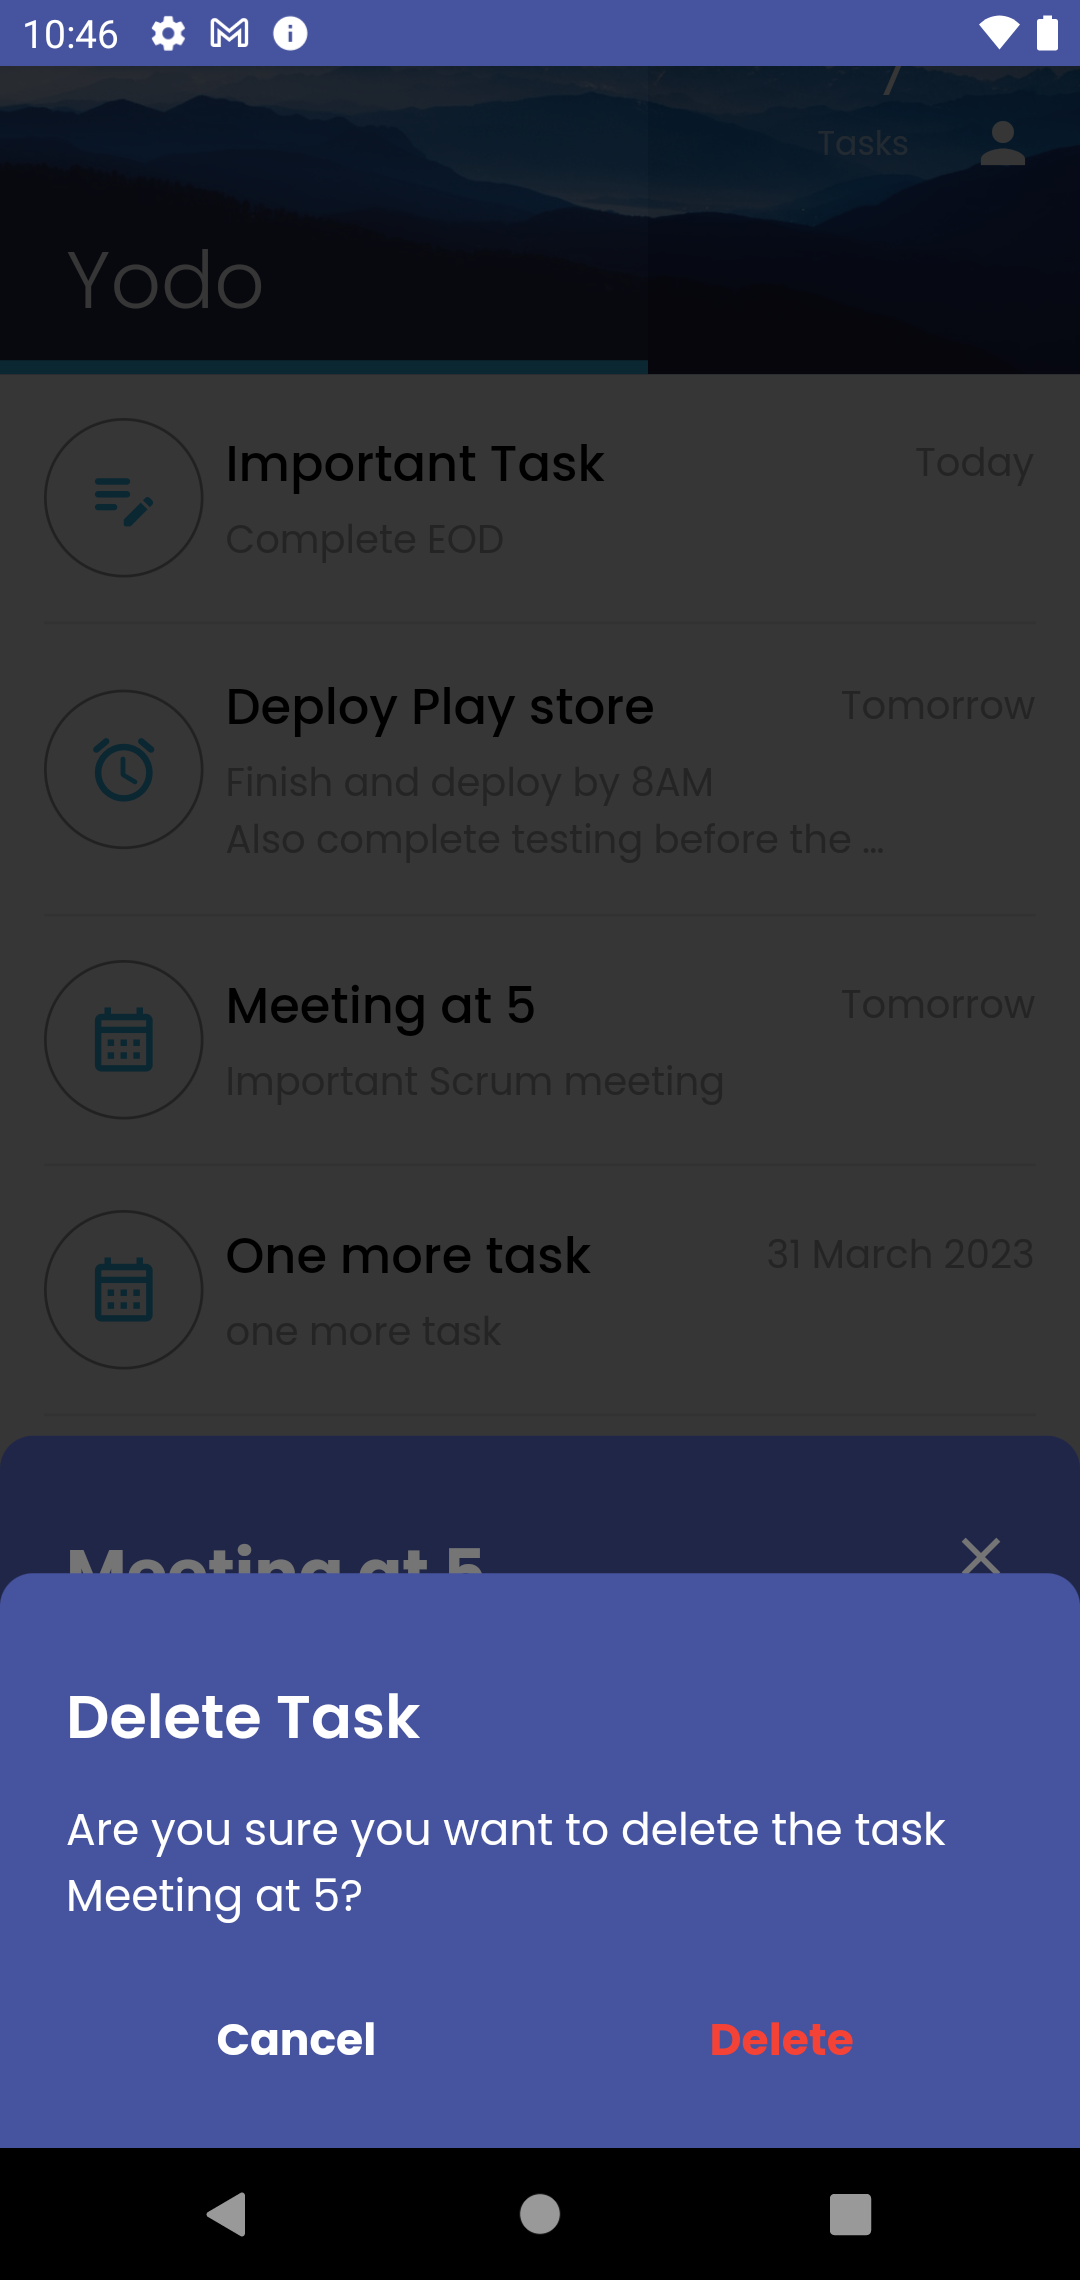 10:46
Tasks
Yodo
Important Task
Today
Complete EOD
Deploy Play store
Tomorrow
Finish and deploy by 8AM
Also complete testing before the ...
Meeting at 5
Tomorrow
Important Scrum meeting
One more task
31 March 2023
one more task
Meeting at 5
Delete Task
Are you sure you want to delete the task
Meeting at 5?
Cancel
Delete